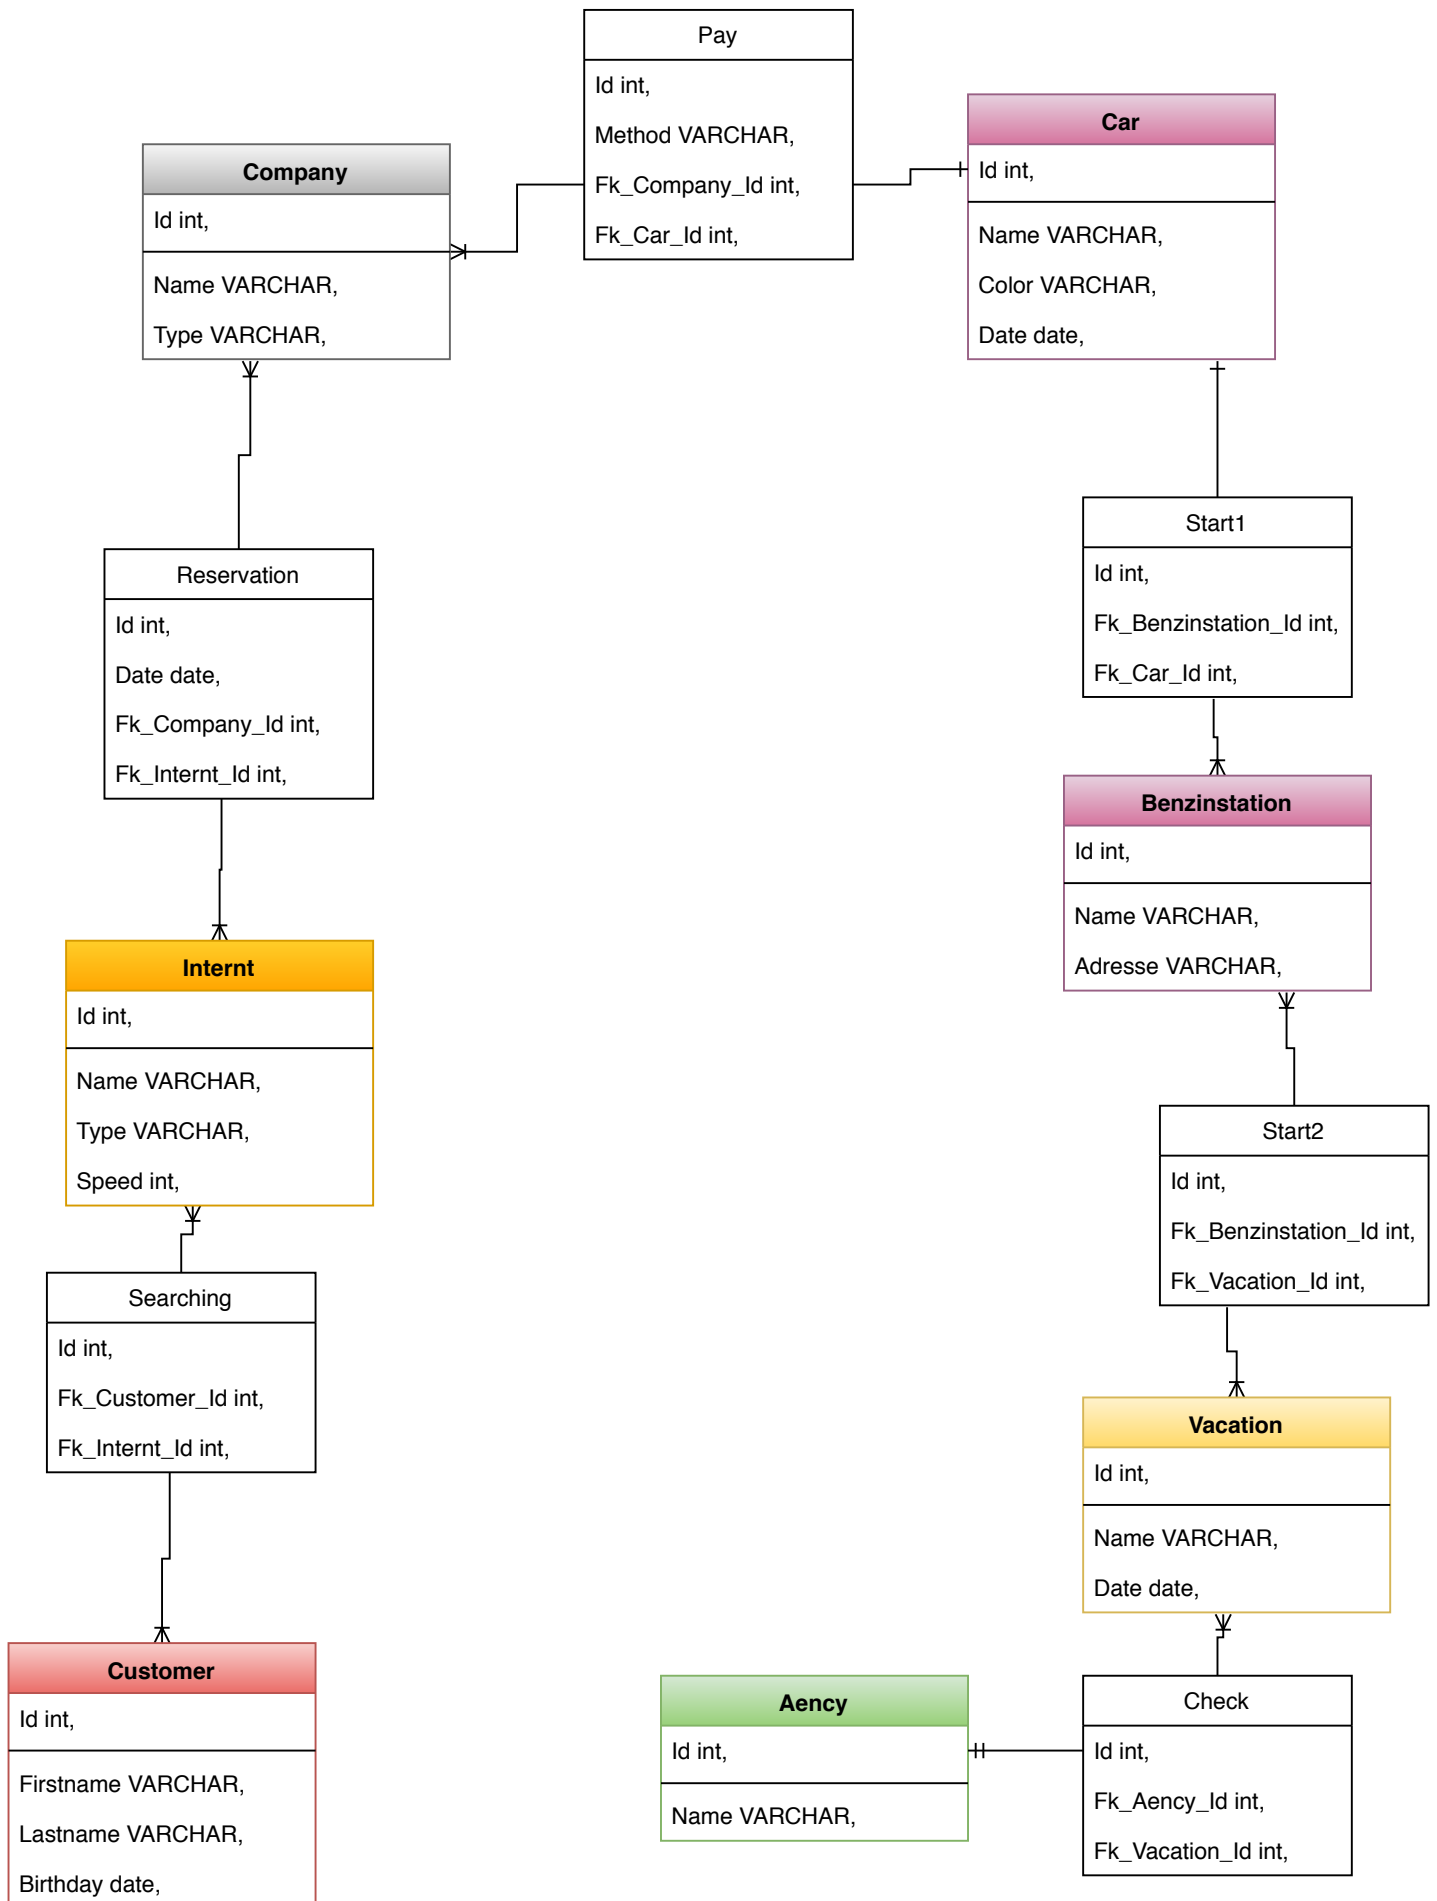 Pay
Id int,
Method VARCHAR,
Fk_Company_Id int,
Fk_Car_Id int,
Car
Id int,
Name VARCHAR,
Color VARCHAR,
Date date,
Company
Id int,
Name VARCHAR,
Type VARCHAR,
Start1
Id int,
Fk_Benzinstation_Id int,
Fk_Car_Id int,
Reservation
Id int,
Date date,
Fk_Company_Id int,
Fk_Internt_Id int,
Benzinstation
Id int,
Name VARCHAR,
Adresse VARCHAR,
Internt
Id int,
Name VARCHAR,
Type VARCHAR,
Speed int,
Start2
Id int,
Fk_Benzinstation_Id int,
Fk_Vacation_Id int,
Searching
Id int,
Fk_Customer_Id int,
Fk_Internt_Id int,
Vacation
Id int,
Name VARCHAR,
Date date,
Customer
Id int,
Firstname VARCHAR,
Lastname VARCHAR,
Birthday date,
Aency
Id int,
Name VARCHAR,
Check
Id int,
Fk_Aency_Id int,
Fk_Vacation_Id int,